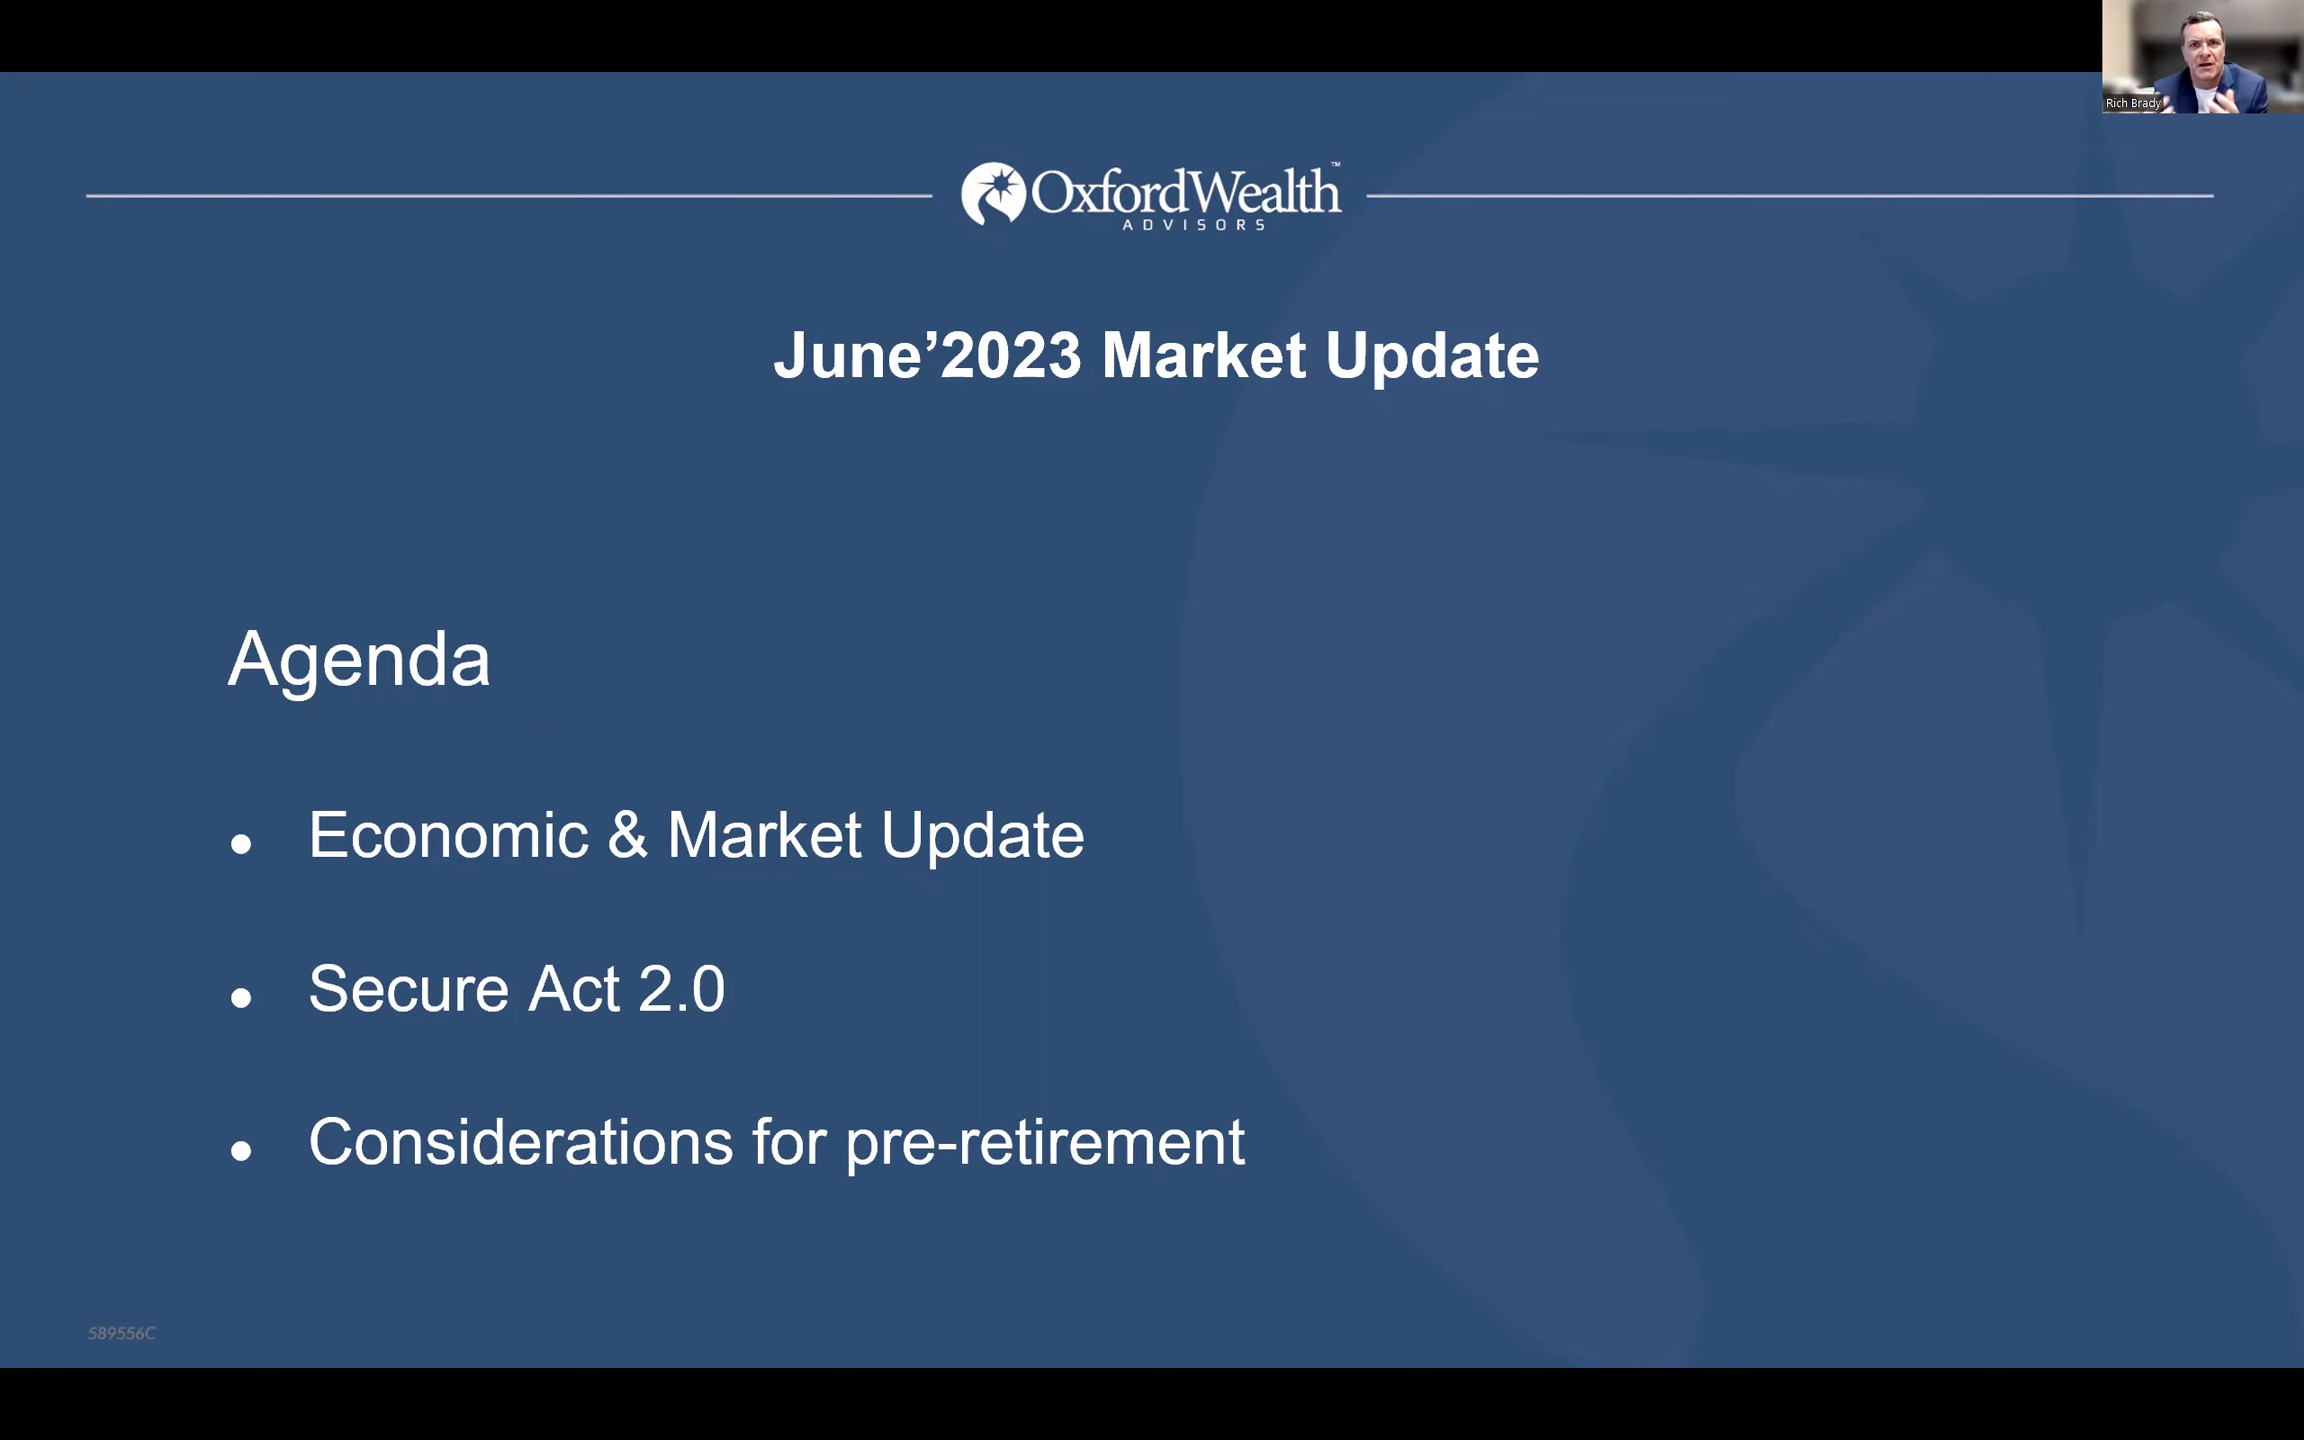 Rich Brady
OxfordWealth™
ADVISORS
June’2023 Market Update
Agenda
● Economic & Market Update
● Secure Act 2.0
● Considerations for pre-retirement
589556C